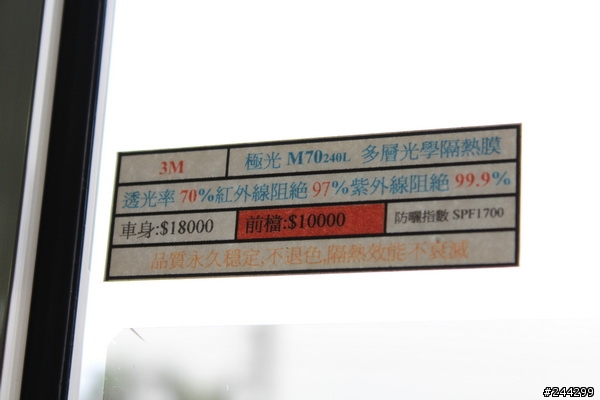 3M 極光 M70240L 多層光學隔熱膜
透光率 70%紅外線阻絕 97%紫外線阻絕 99.9%
車身:$18000 前檔:$10000 防曬指數 SPF1700
品質永久穩定,不退色,隔熱效能不衰減
#244299